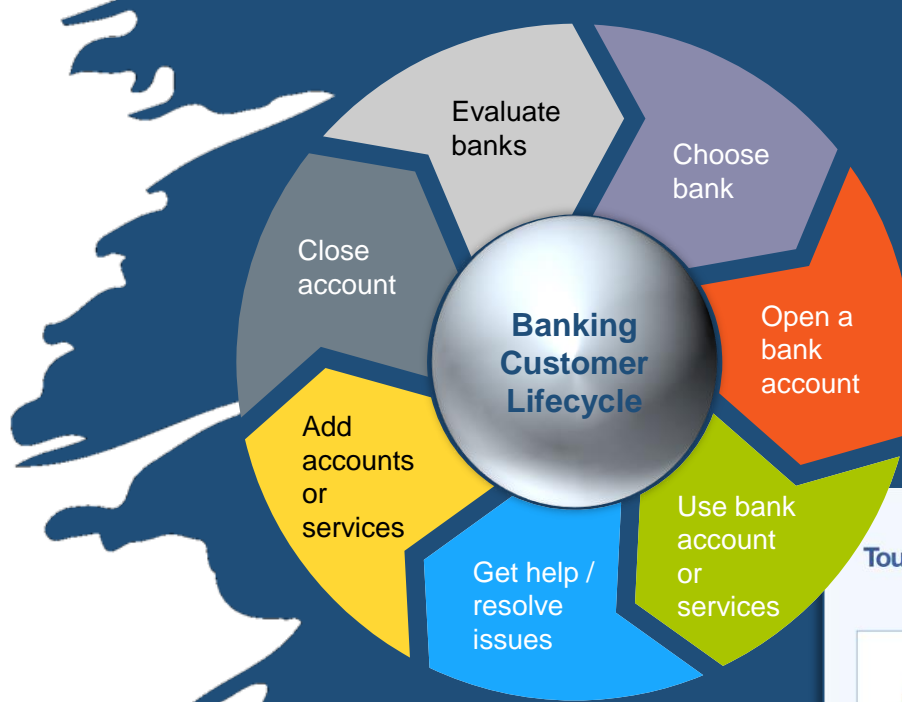 Evaluate
banks
Choose
bank
Open a
bank
account
Use bank
account
or
services
Get help /
resolve
issues
Add
accounts
or
services
Close
account
Banking
Customer
Lifecycle